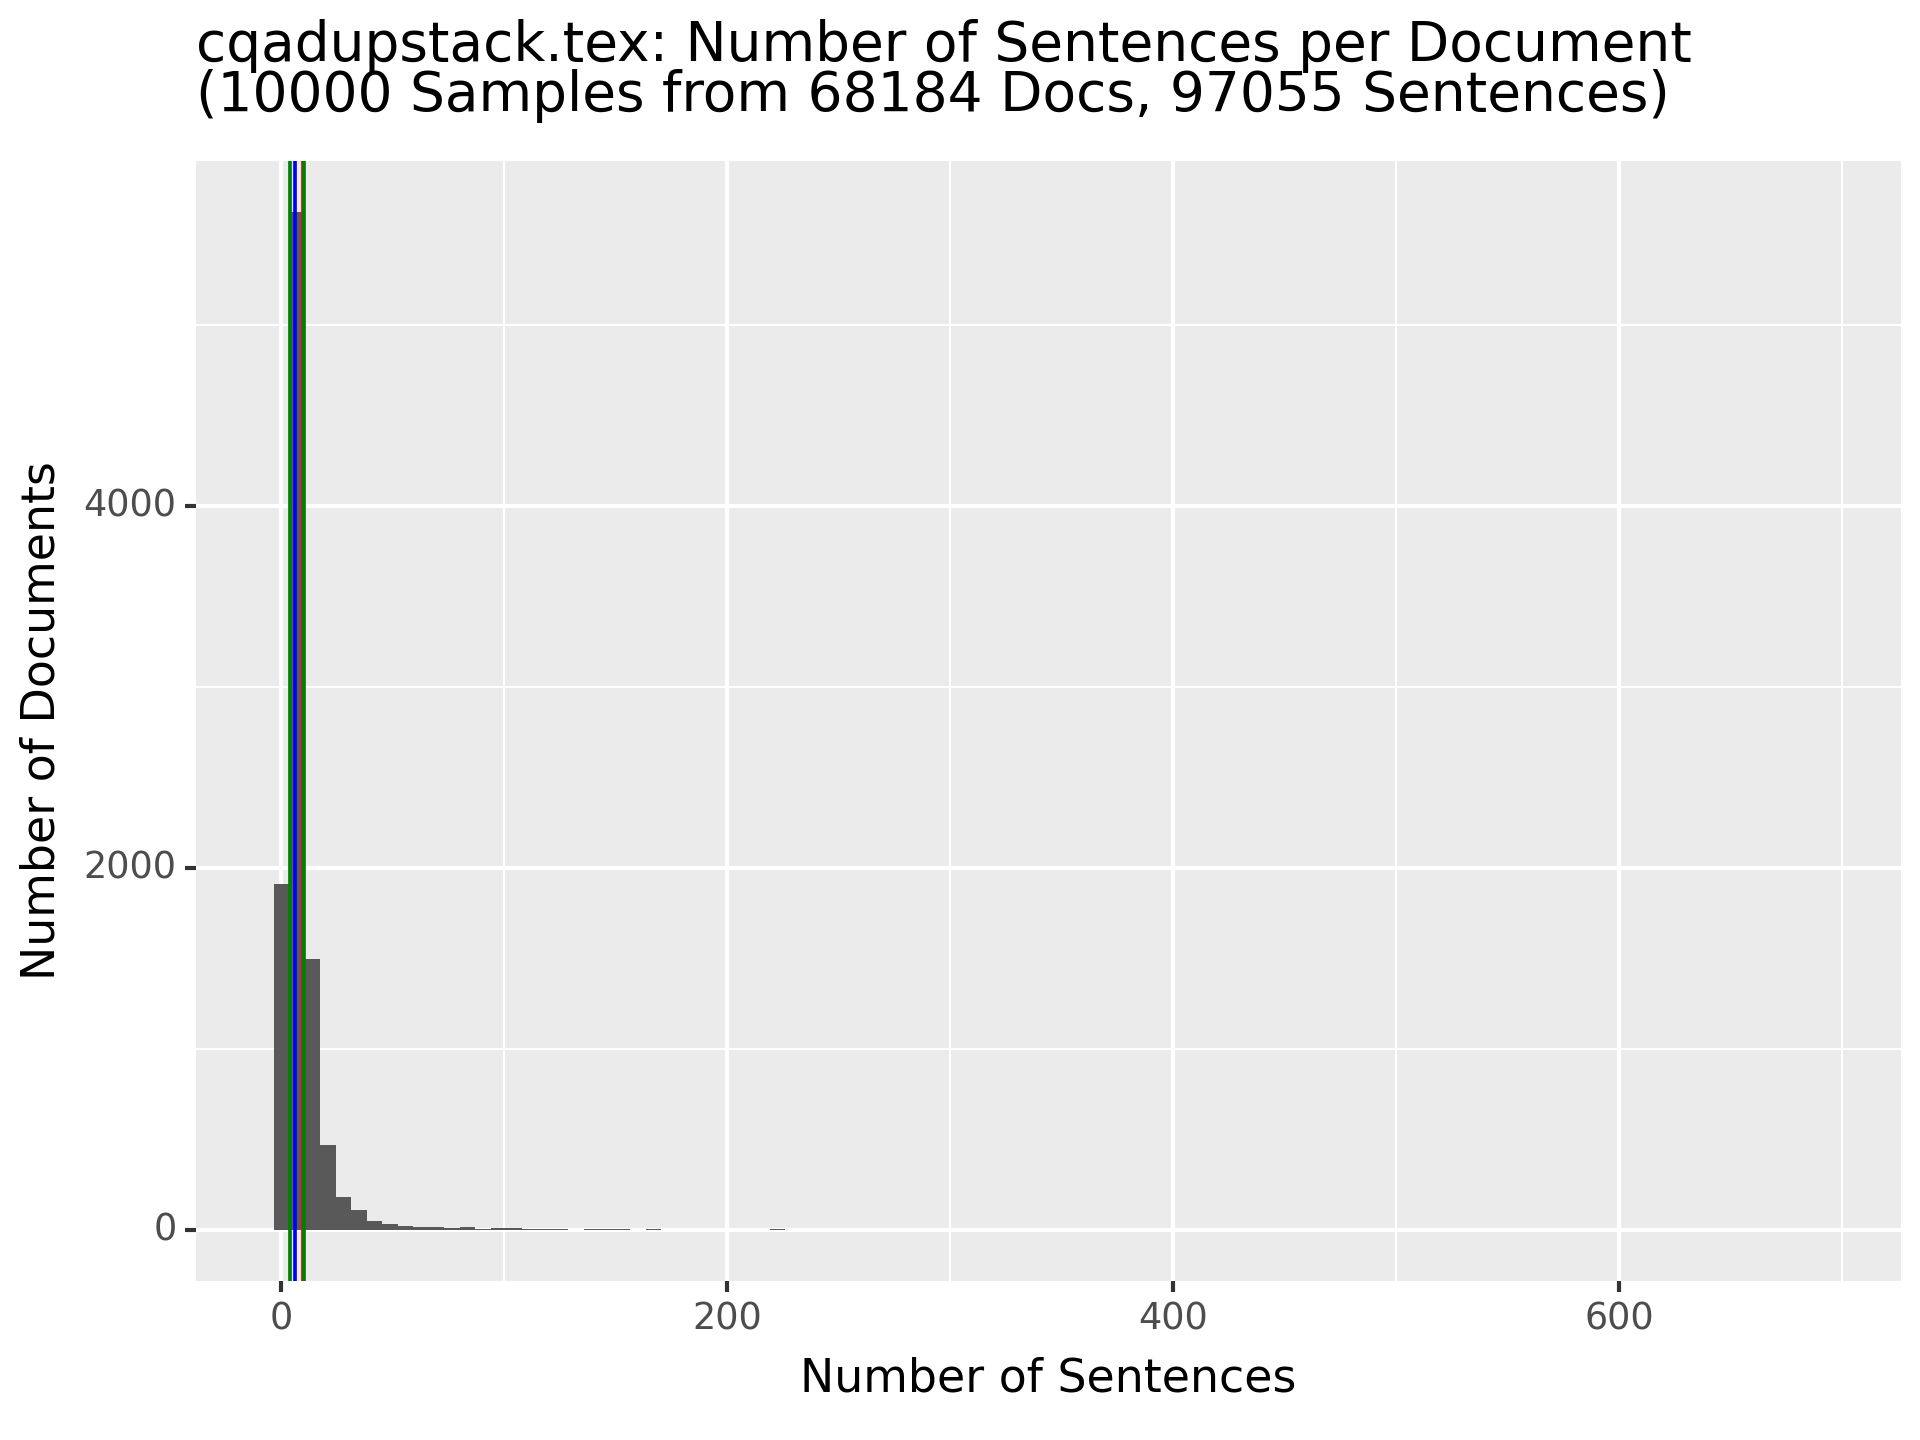 cqadupstack.tex: Number of Sentences per Document
(10000 Samples from 68184 Docs, 97055 Sentences)
Number of Documents
4000
2000
0
0 200 400 600
Number of Sentences